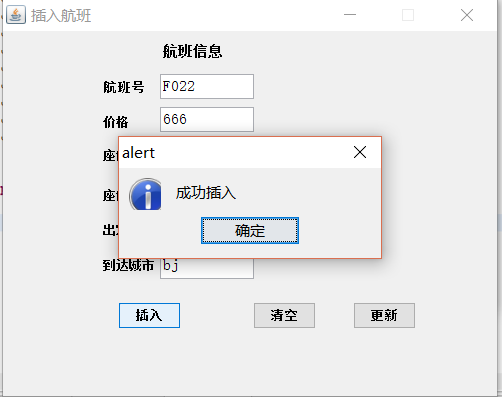 插入航班
航班信息
航班号 F022
价格 666
alert
成功插入
确定
到达城市 bj
插入 清空 更新